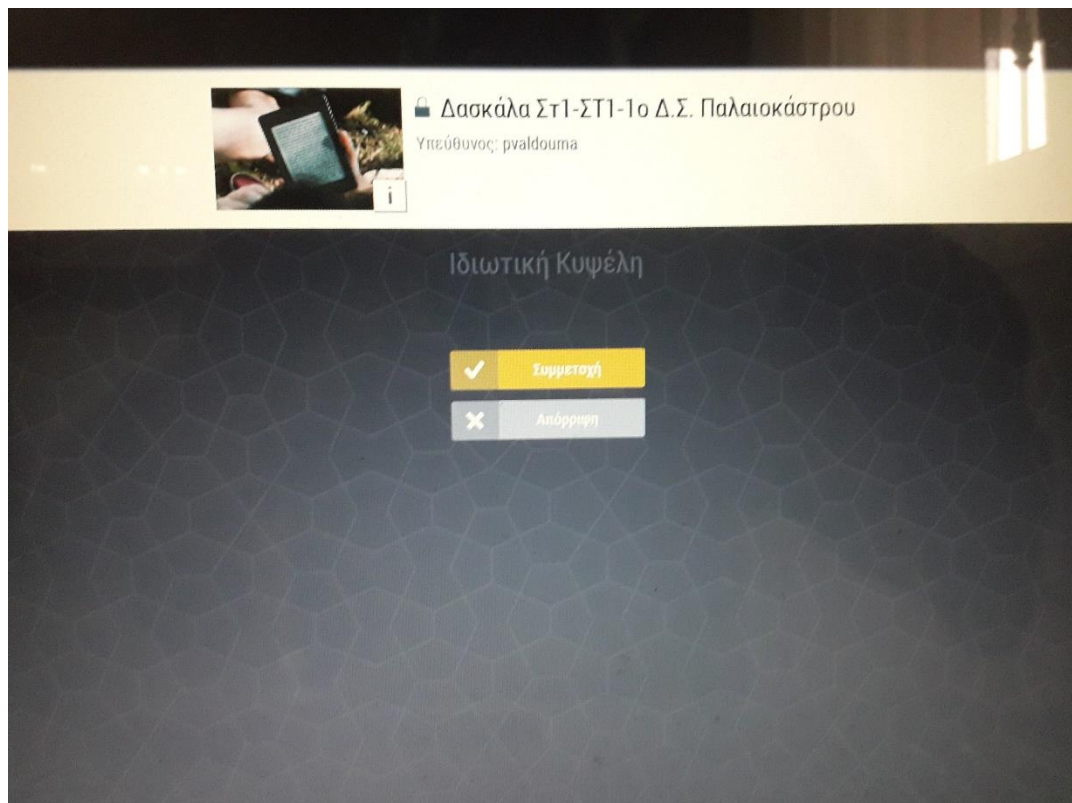 Δασκάλα Στ1-ΣΤ1-1ο Δ.Σ. Παλαιοκάστρου
Υπεύθυνος: pvaldouma
i
Ιδιωτική Κυψέλη
Συμμετοχή
Απόρριψη